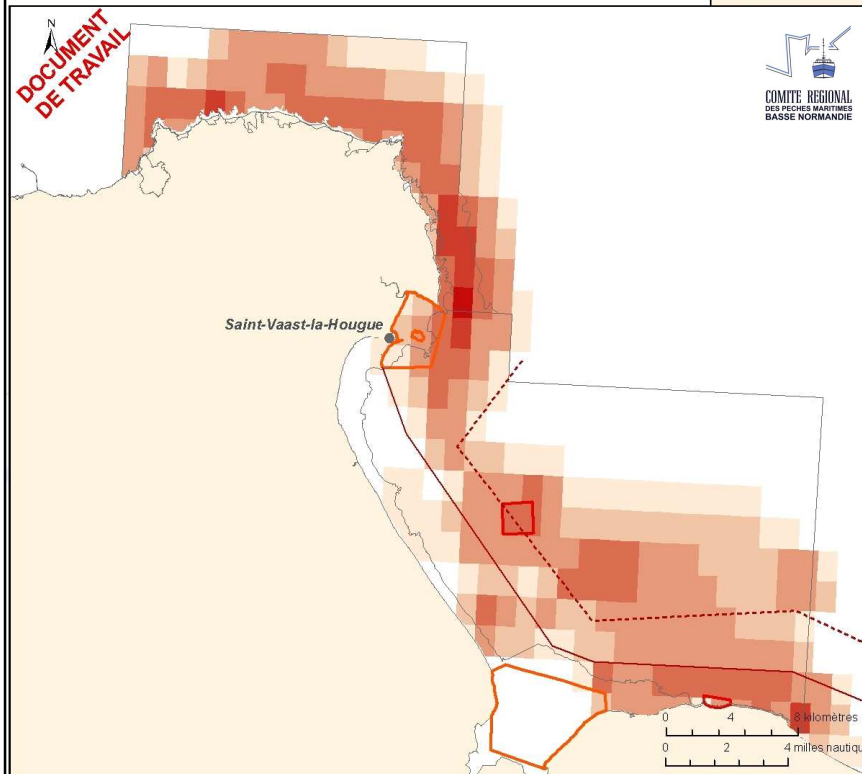 N
DOCUMENT
DE TRAVAIL
COMITE REGIONAL
DES PECHES MARITIMES
BASSE NORMANDIE
Saint-Vaast-la-Hougue
0 4 8 kilomètres
0 2 4 milles nautiqu